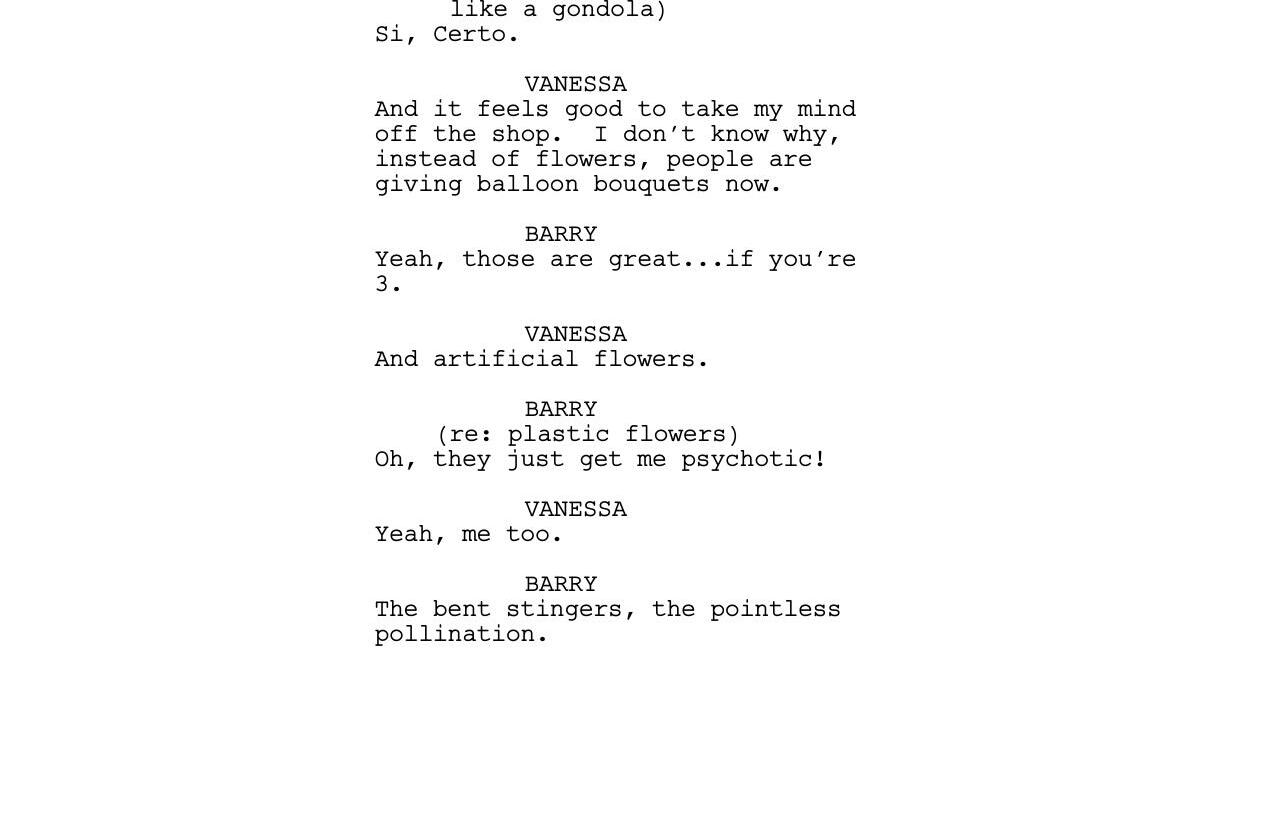 like a gondola)
Si, Certo.
VANESSA
And it feels good to take my mind
off the shop.  I don’t know why,
instead of flowers, people are
giving balloon bouquets now.
BARRY
Yeah, those are great...if you’re
3.
VANESSA
And artificial flowers.
BARRY
(re: plastic flowers)
Oh, they just get me psychotic!
VANESSA
Yeah, me too.
BARRY
The bent stingers, the pointless
pollination.